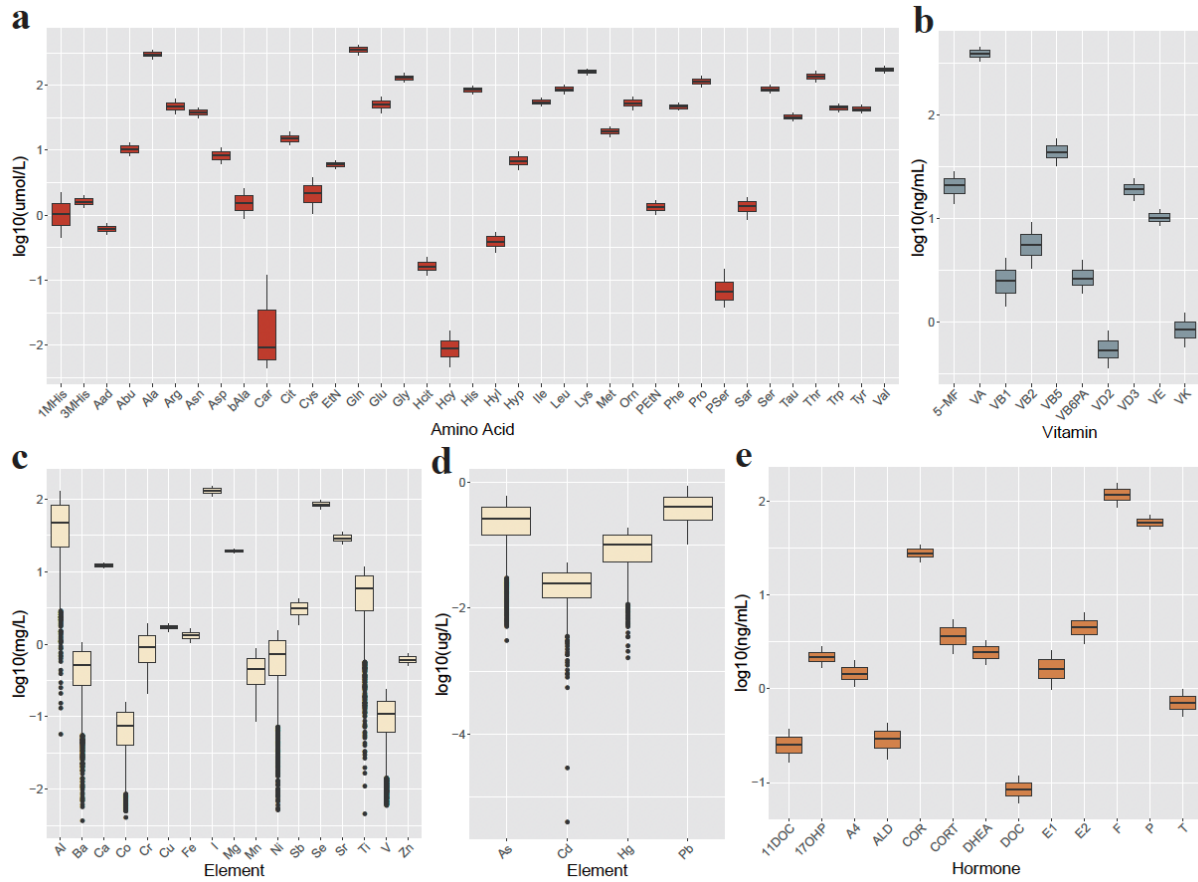 a
log10(umol/L)
2
1
0
−1
−2
1MHis 3MHis Aad Abu Ala Arg Asn Asp bAla Car Cit Cys EtN Gln Glu Gly Hcit Hcy His Hyl Hyp Ile Leu Lys Met Orn PEtN Phe Pro PSer Sar Ser Tau Thr Trp Tyr Val
Amino Acid
b
log10(ng/mL)
2
1
0
5-MF VA VB1 VB2 VB5 VB6PA VD2 VD3 VE VK
Vitamin
c
log10(mg/L)
2
1
0
−1
−2
Al Ba Ca Co Cr Cu Fe I Mg Mn Ni Sb Se Sr Ti V Zn
Element
d
log10(ug/L)
0
−2
−4
As Cd Hg Pb
Element
e
log10(ng/mL)
2
1
0
−1
11DOC 17OHP A4 ALD COR CORT DHEA DOC E1 E2 F P T
Hormone